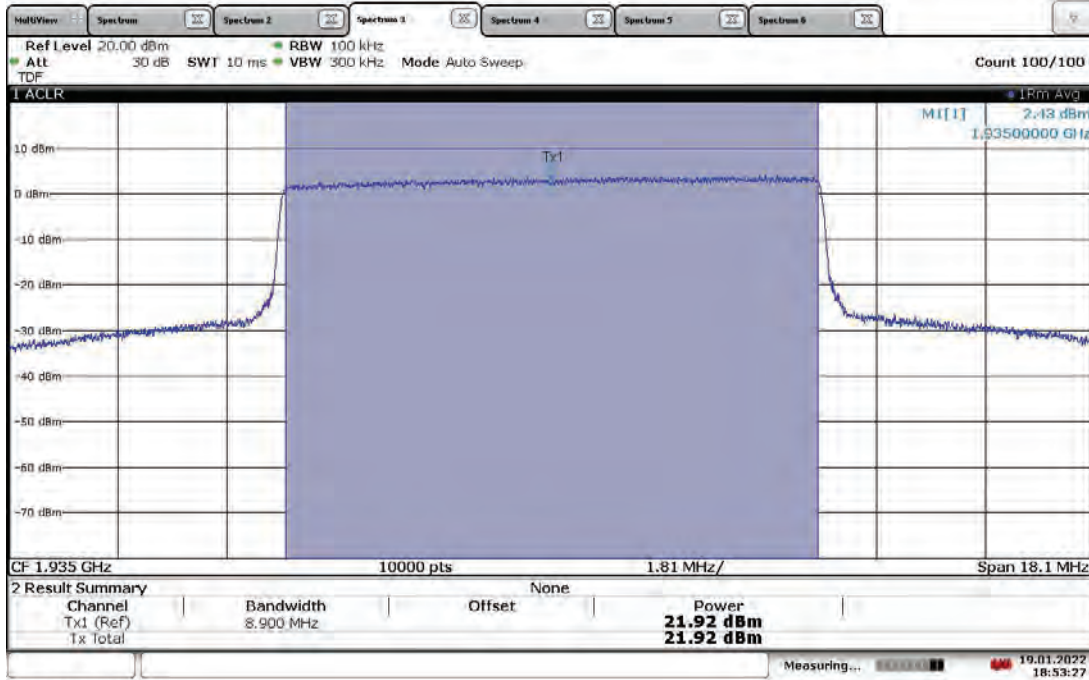 MultiView Spectrum Spectrum 2 Spectrum 3 Spectrum 4 Spectrum 5 Spectrum 6
Ref Level 20.00 dBm RBW 100 kHz
Att 30 dB SWT 10 ms VBW 300 kHz Mode Auto Sweep Count 100/100
TDF
1 ACLR 1Rm Avg
M1[1] 2.43 dBm
1.93500000 GHz
10 dBm
Tx1
0 dBm
-10 dBm
-20 dBm
-30 dBm
-40 dBm
-50 dBm
-60 dBm
-70 dBm
CF 1.935 GHz 10000 pts 1.81 MHz/ Span 18.1 MHz
2 Result Summary None
Channel Bandwidth Offset Power
Tx1 (Ref) 8.900 MHz 21.92 dBm
Tx Total 21.92 dBm
Measuring... 19.01.2022
18:53:27